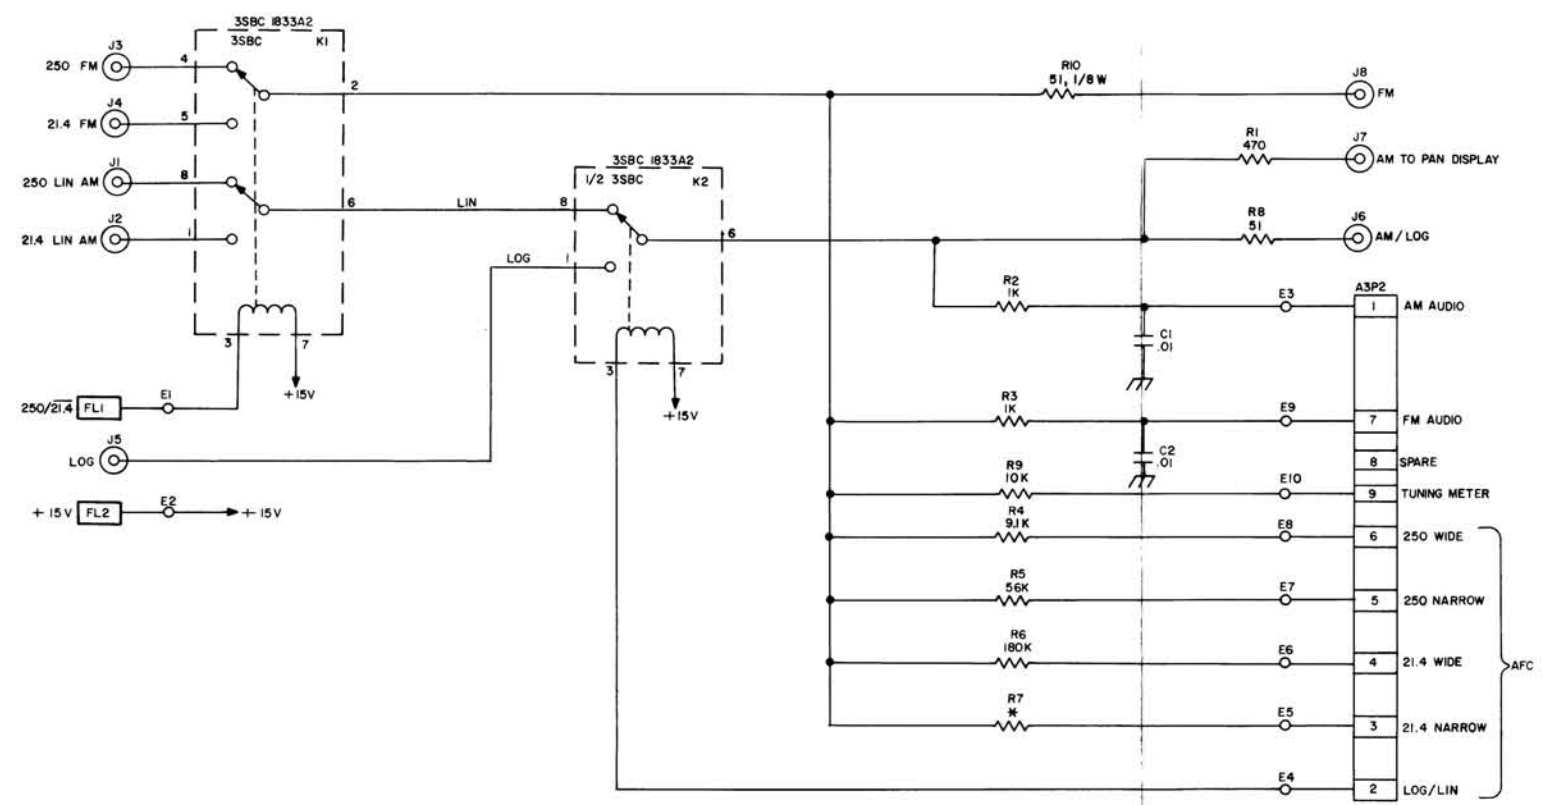 3SBC 1833A2
3SBC K1
J3
250 FM
4
2
J4
21.4 FM
5
J1
250 LIN AM
8
6
LIN
J2
21.4 LIN AM
1
3
7
+15V
250/21.4
FL1
E1
J5
LOG
+ 15 V
FL2
E2
+ 15V
3SBC 1833A2
1/2 3SBC K2
8
6
LOG
1
3
7
+15V
R10
51, 1/8 W
J8
FM
R1
470
J7
AM TO PAN DISPLAY
R8
51
J6
AM / LOG
R2
1K
E3
A3P2
1
AM AUDIO
C1
.01
R3
1K
E9
7
FM AUDIO
C2
.01
8
SPARE
R9
10K
E10
9
TUNING METER
R4
9.1K
E8
6
250 WIDE
R5
56K
E7
5
250 NARROW
R6
180K
E6
4
21.4 WIDE
AFC
R7
*
E5
3
21.4 NARROW
E4
2
LOG/LIN